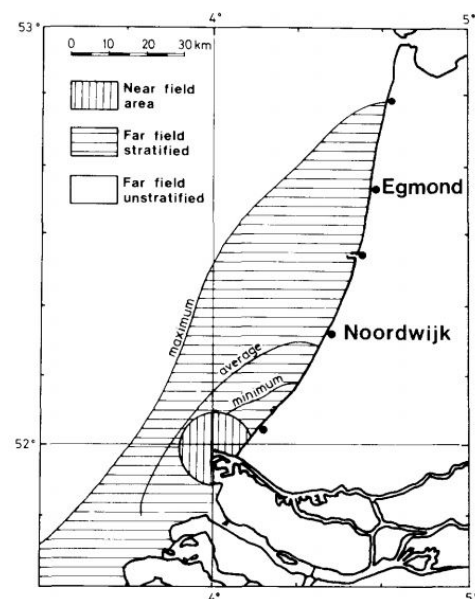 53°
4°
5°
0 10 20 30 km
Near field
area
Far field
stratified
Far field
unstratified
Egmond
maximum
Noordwijk
average
minimum
52°
4°
5